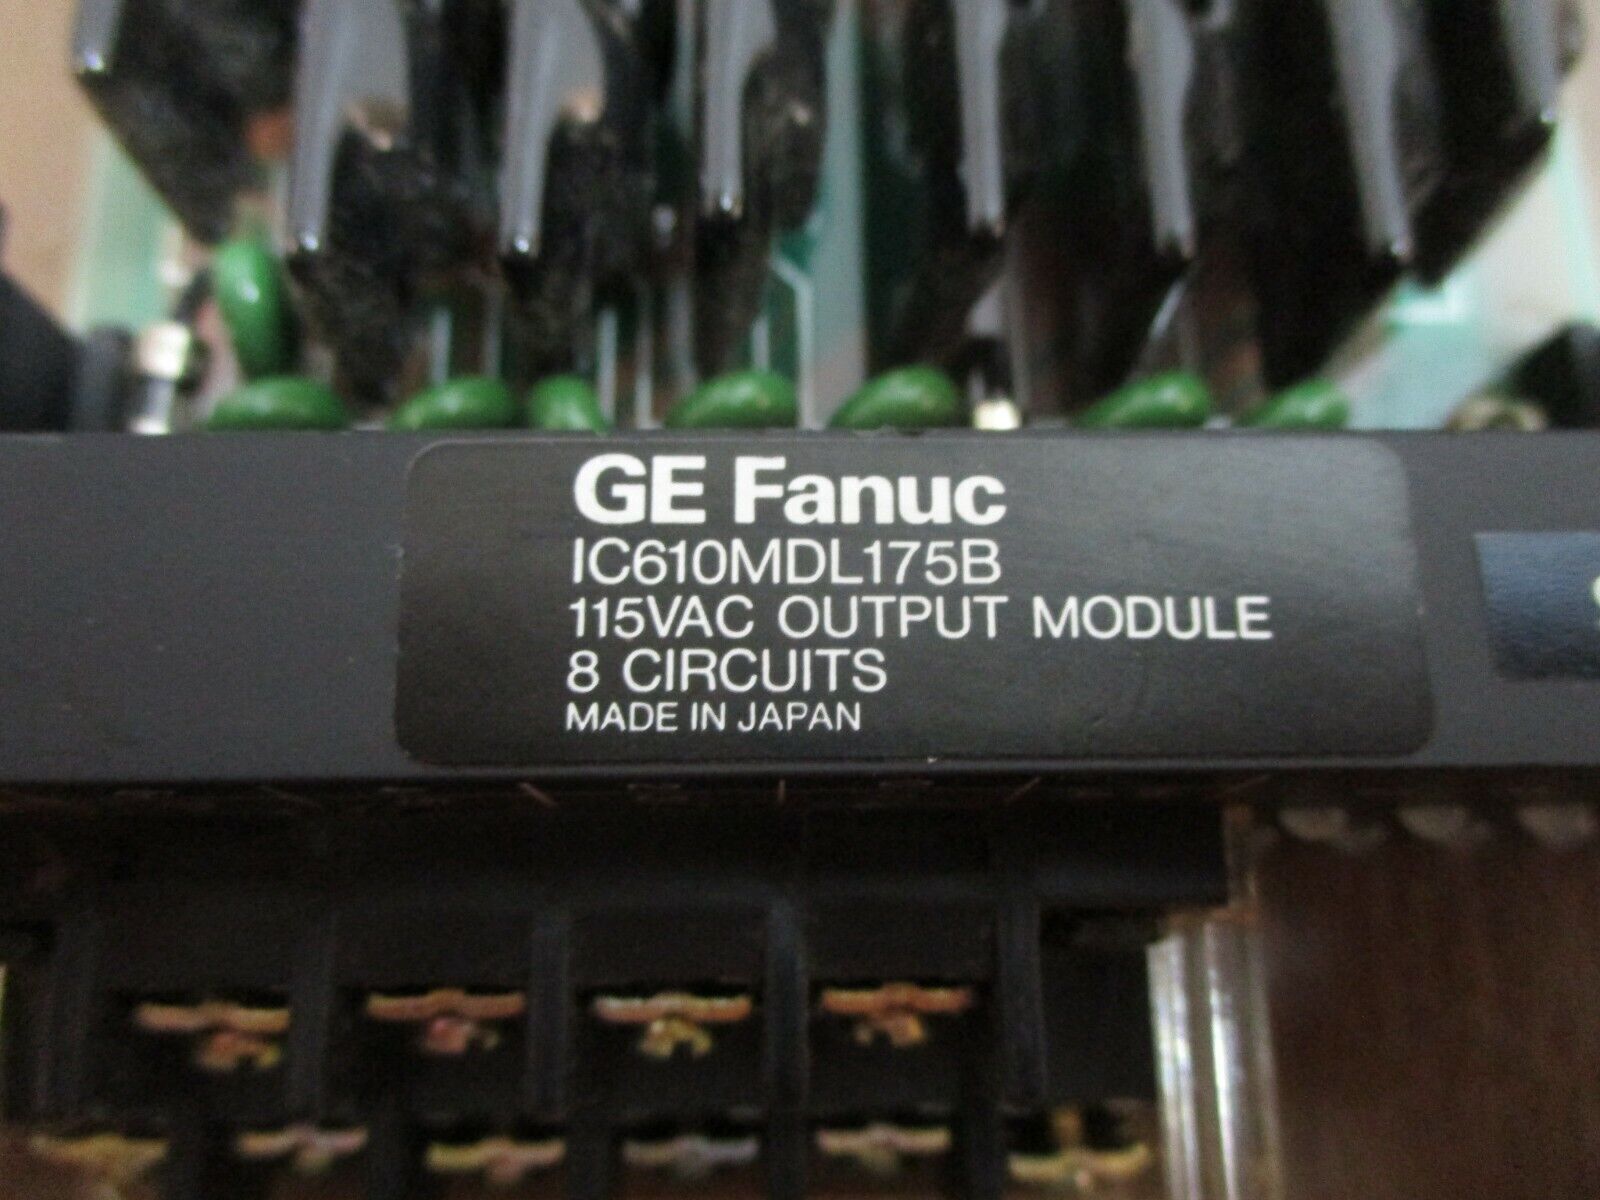 GE Fanuc
IC610MDL175B
115VAC OUTPUT MODULE
8 CIRCUITS
MADE IN JAPAN